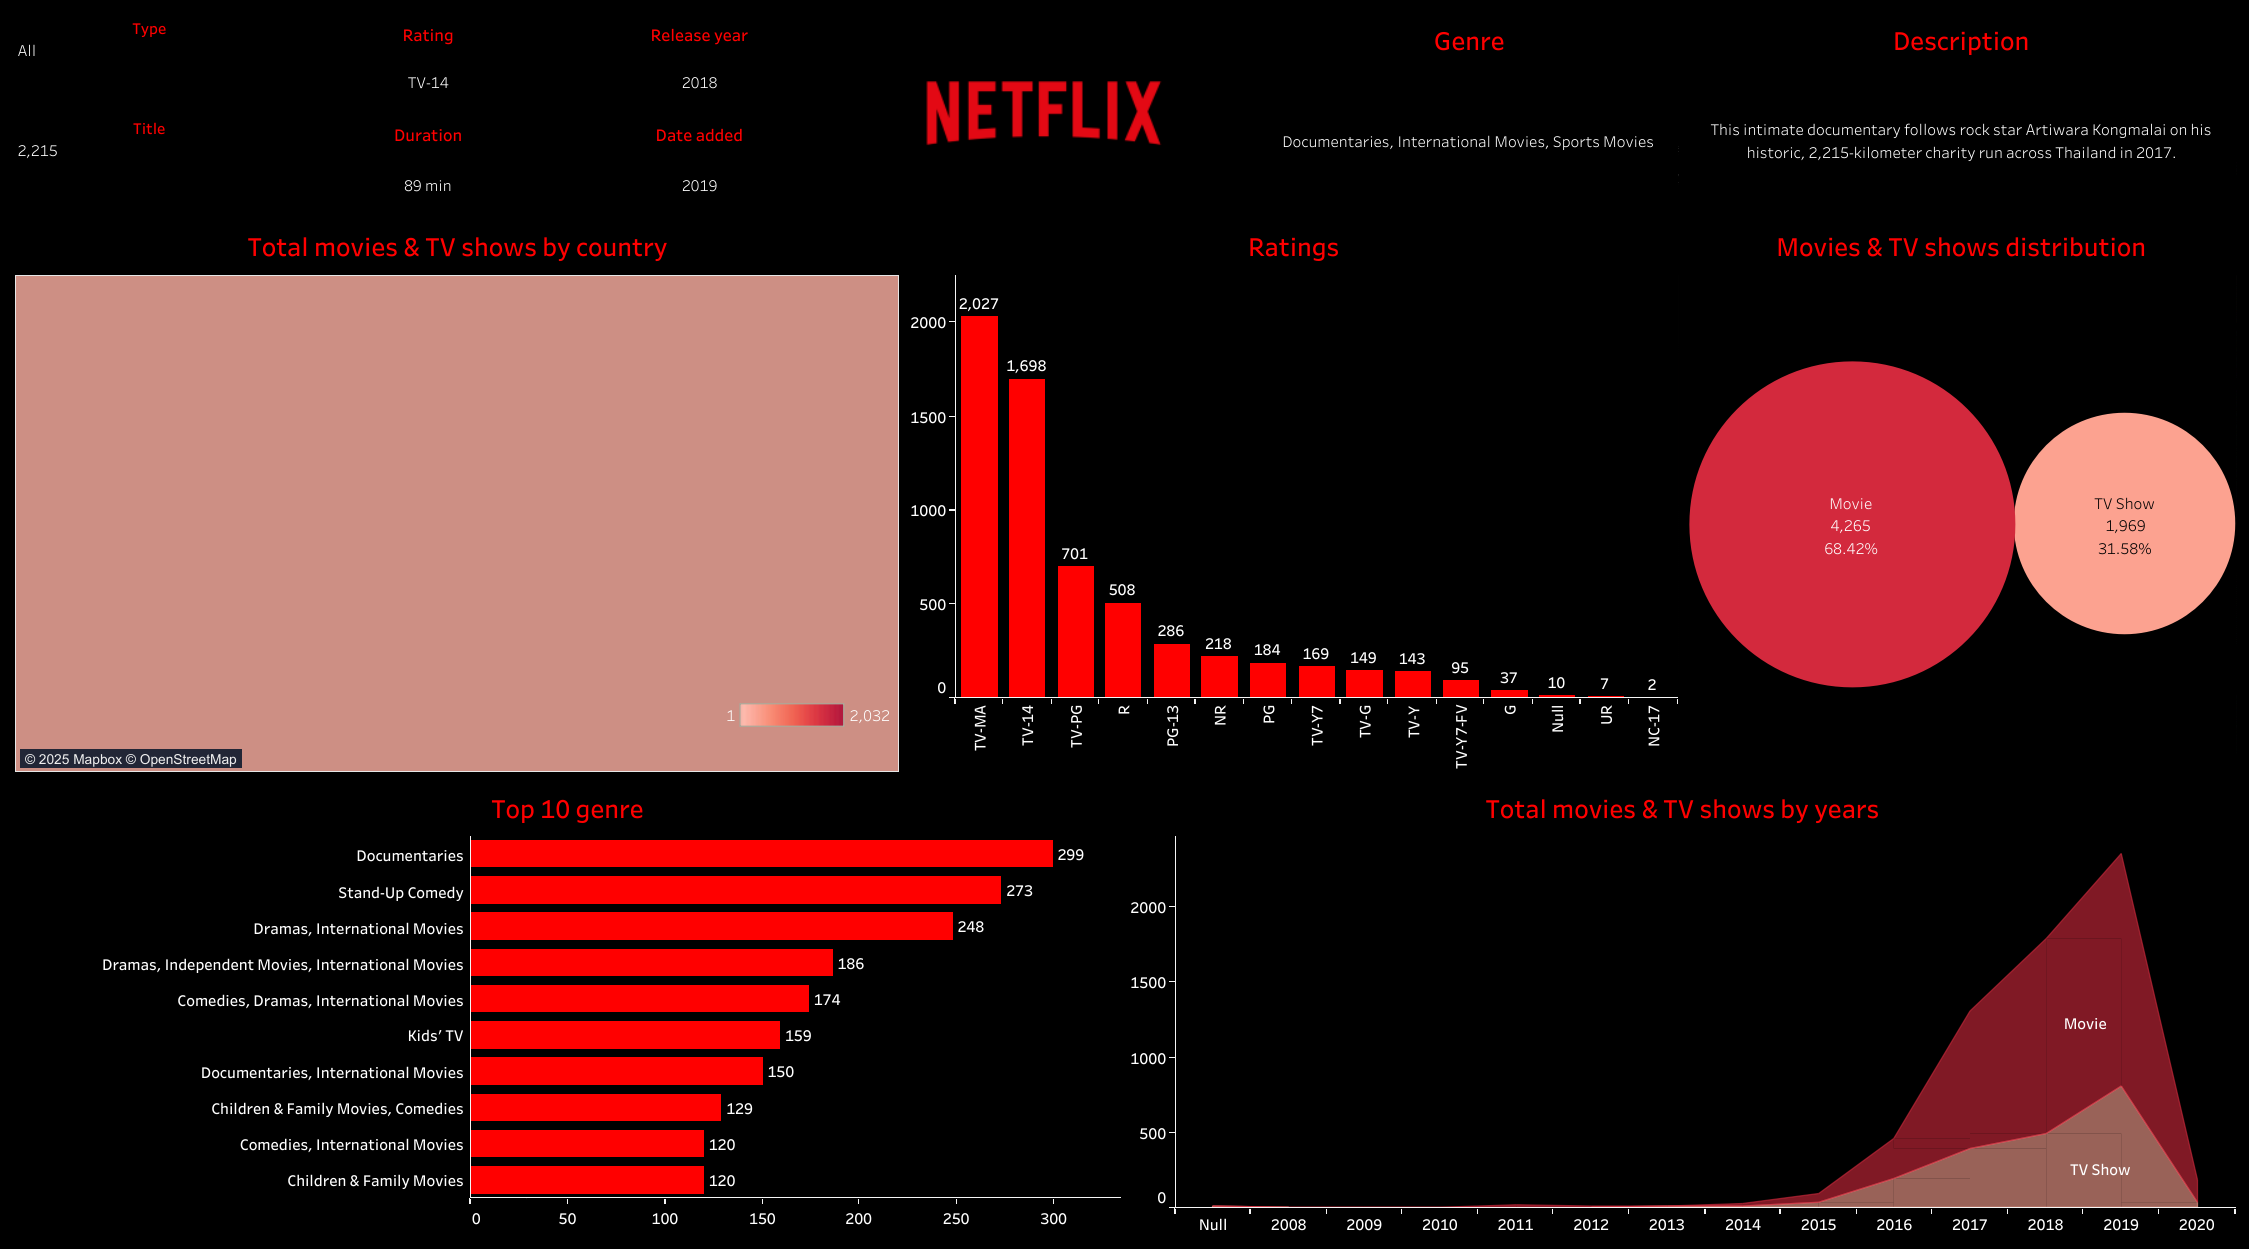 Type
All
Rating
TV-14
Release year
2018
Title
2,215
Duration
89 min
Date added
2019
NETFLIX
Genre
Documentaries, International Movies, Sports Movies
Description
This intimate documentary follows rock star Artiwara Kongmalai on his
historic, 2,215-kilometer charity run across Thailand in 2017.
Total movies & TV shows by country
1
2,032
© 2025 Mapbox © OpenStreetMap
Ratings
2000
1500
1000
500
0
2,027
1,698
701
508
286
218
184
169
149
143
95
37
10
7
2
TV-MA
TV-14
TV-PG
R
PG-13
NR
PG
TV-Y7
TV-G
TV-Y
TV-Y7-FV
G
Null
UR
NC-17
Movies & TV shows distribution
Movie
4,265
68.42%
TV Show
1,969
31.58%
Top 10 genre
Documentaries 299
Stand-Up Comedy 273
Dramas, International Movies 248
Dramas, Independent Movies, International Movies 186
Comedies, Dramas, International Movies 174
Kids’ TV 159
Documentaries, International Movies 150
Children & Family Movies, Comedies 129
Comedies, International Movies 120
Children & Family Movies 120
0 50 100 150 200 250 300
Total movies & TV shows by years
2000
1500
1000
500
0
Movie
TV Show
Null 2008 2009 2010 2011 2012 2013 2014 2015 2016 2017 2018 2019 2020